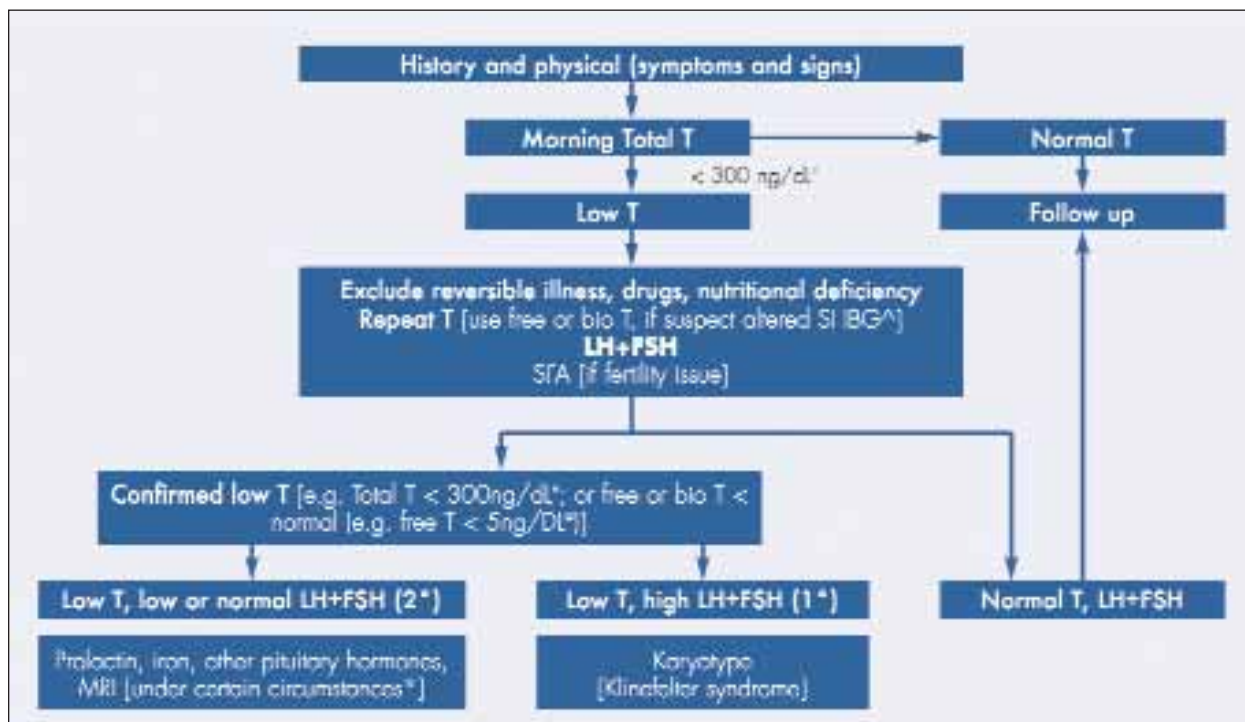 History and physical (symptoms and signs)
Morning Total T
Normal T
< 300 ng/dL*
Low T
Follow up
Exclude reversible illness, drugs, nutritional deficiency
Repeat T [use free or bio T, if suspect altered SHBG^]
LH+FSH
SFA [if fertility issue]
Confirmed low T [e.g. Total T < 300ng/dL*; or free or bio T <
normal (e.g. free T < 5ng/DL*)]
Low T, low or normal LH+FSH (2°)
Low T, high LH+FSH (1°)
Normal T, LH+FSH
Prolactin, iron, other pituitary hormones,
MRI [under certain circumstances*]
Karyotype
[Klinefelter syndrome]